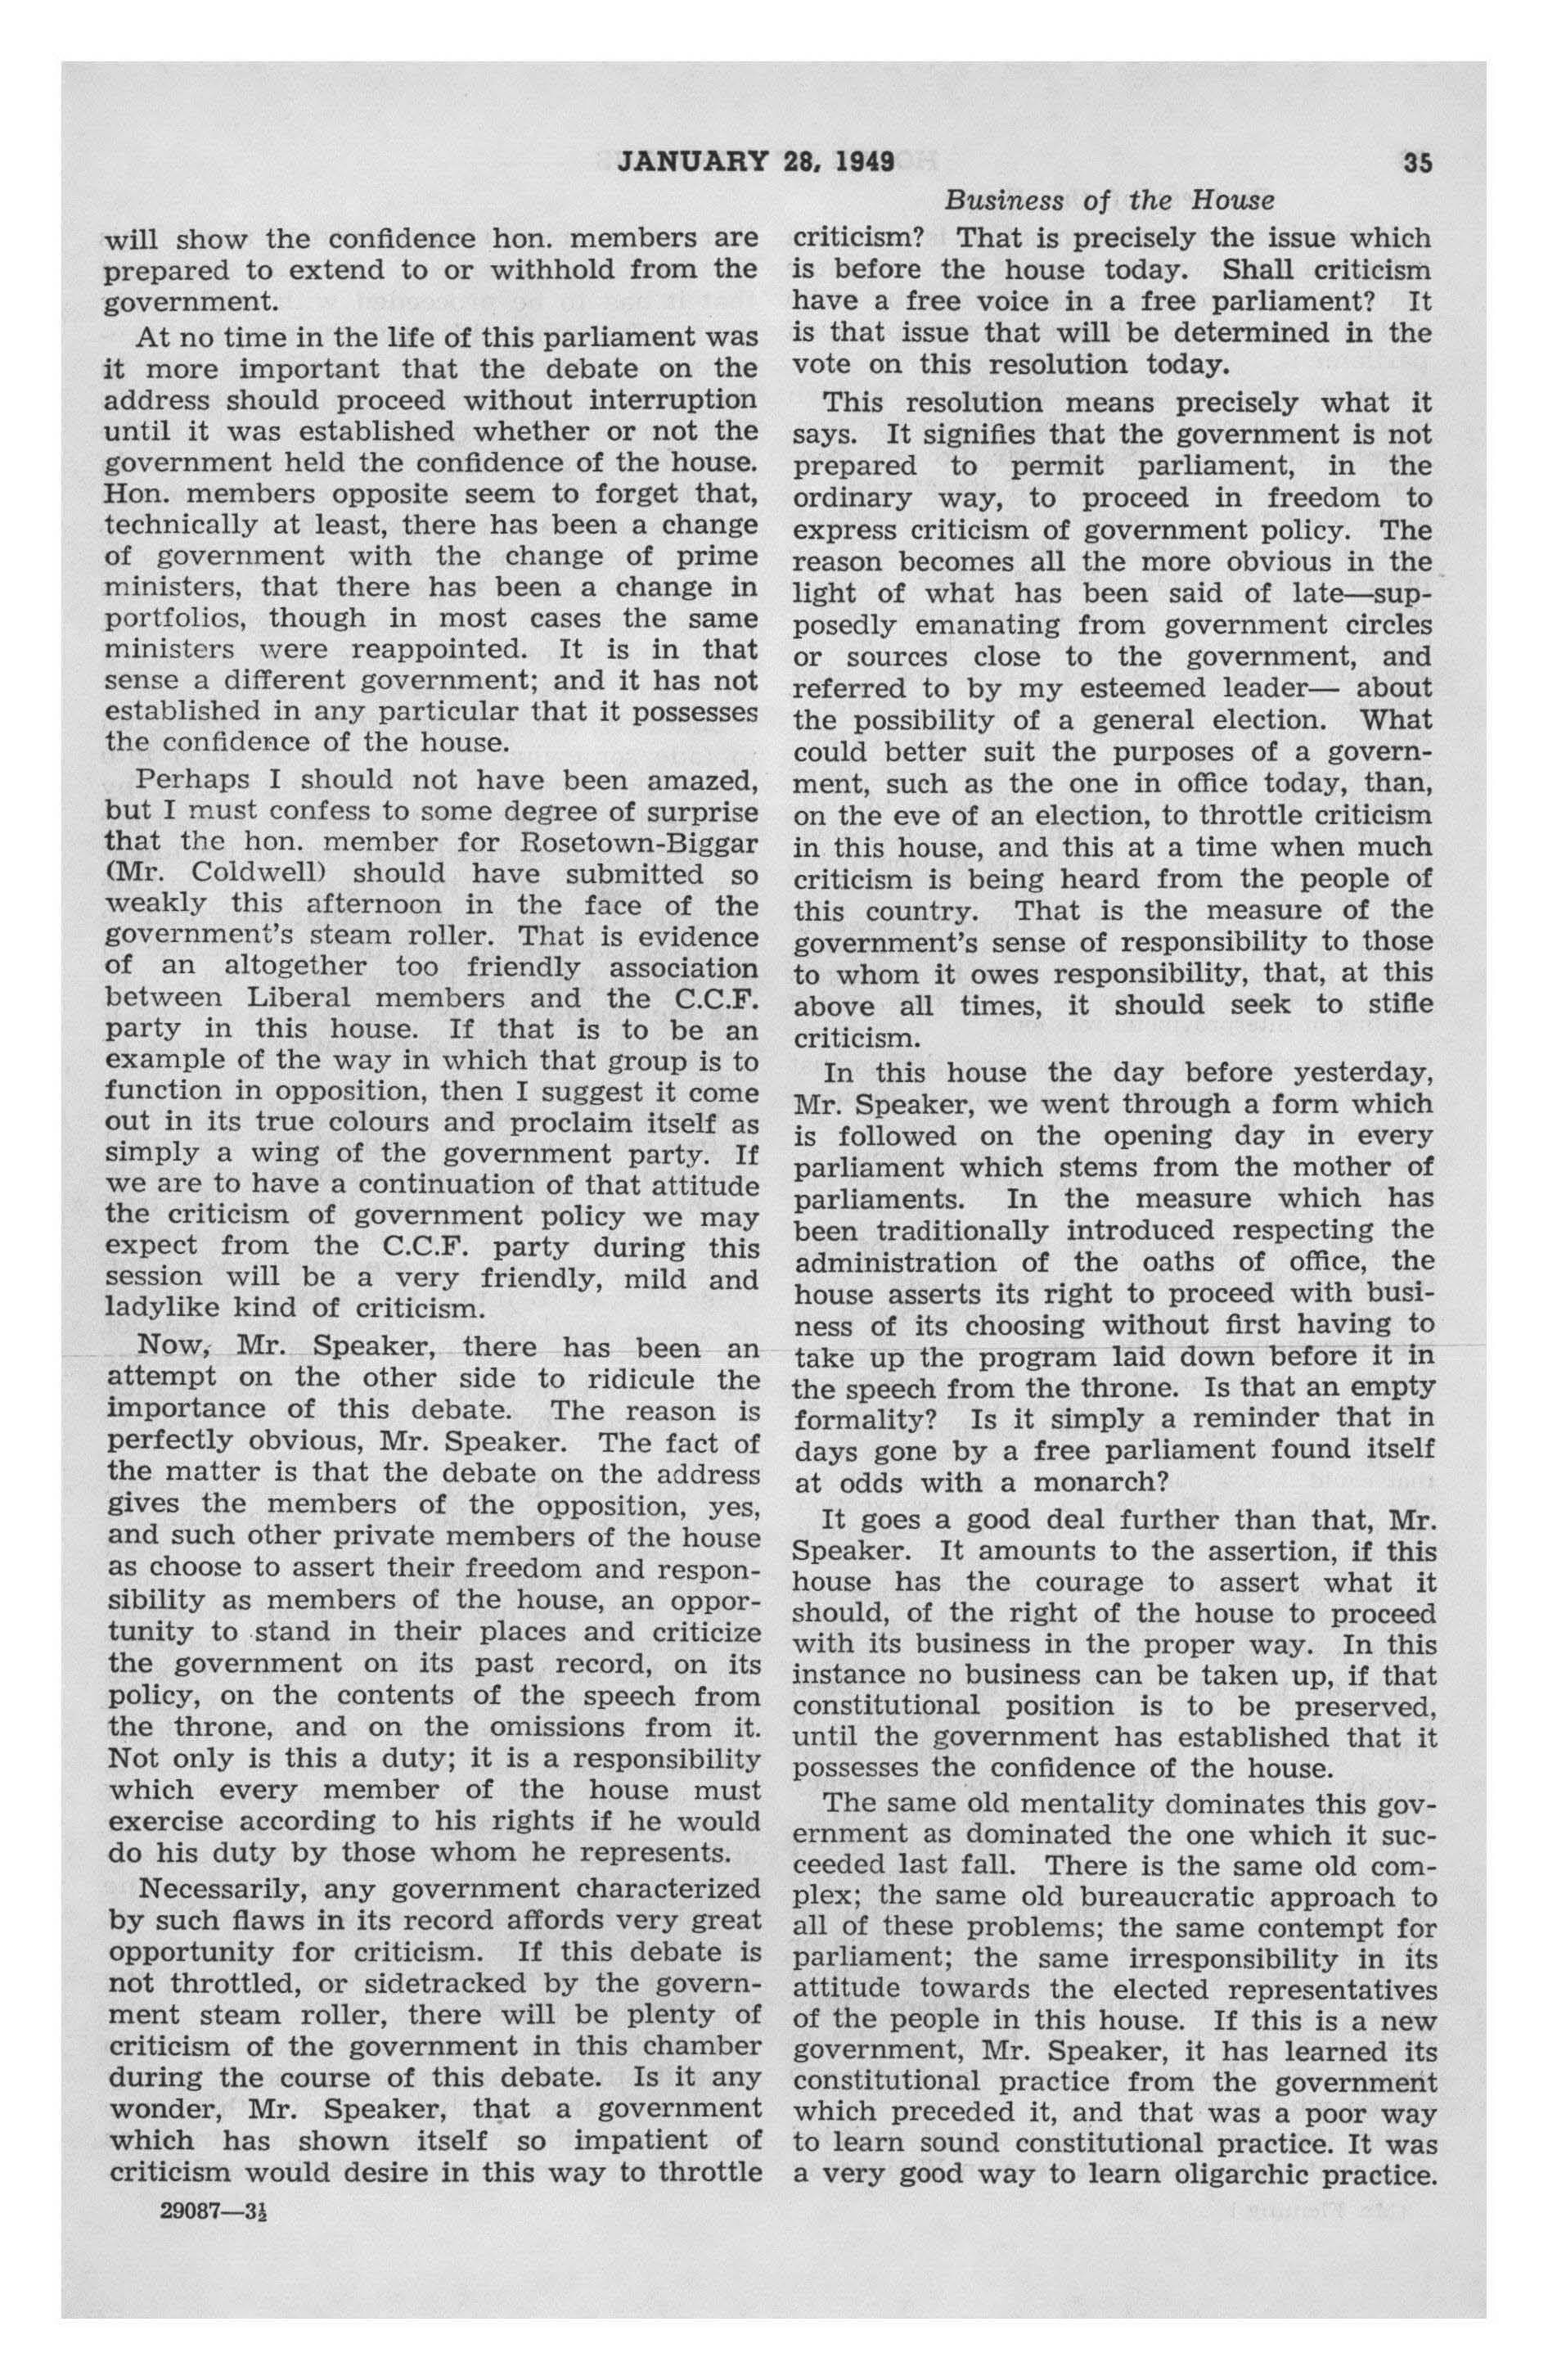 JANUARY 28, 1949
35
Business of the House
will show the confidence hon. members are
prepared to extend to or withhold from the
government.
At no time in the life of this parliament was
it more important that the debate on the
address should proceed without interruption
until it was established whether or not the
government held the confidence of the house.
Hon. members opposite seem to forget that,
technically at least, there has been a change
of government with the change of prime
ministers, that there has been a change in
portfolios, though in most cases the same
ministers were reappointed. It is in that
sense a different government; and it has not
established in any particular that it possesses
the confidence of the house.
Perhaps I should not have been amazed,
but I must confess to some degree of surprise
that the hon. member for Rosetown-Biggar
(Mr. Coldwell) should have submitted so
weakly this afternoon in the face of the
government's steam roller. That is evidence
of an altogether too friendly association
between Liberal members and the C.C.F.
party in this house. If that is to be an
example of the way in which that group is to
function in opposition, then I suggest it come
out in its true colours and proclaim itself as
simply a wing of the government party. If
we are to have a continuation of that attitude
the criticism of government policy we may
expect from the C.C.F. party during this
session will be a very friendly, mild and
ladylike kind of criticism.
Now, Mr. Speaker, there has been an
attempt on the other side to ridicule the
importance of this debate. The reason is
perfectly obvious, Mr. Speaker. The fact of
the matter is that the debate on the address
gives the members of the opposition, yes,
and such other private members of the house
as choose to assert their freedom and respon-
sibility as members of the house, an oppor-
tunity to stand in their places and criticize
the government on its past record, on its
policy, on the contents of the speech from
the throne, and on the omissions from it.
Not only is this a duty; it is a responsibility
which every member of the house must
exercise according to his rights if he would
do his duty by those whom he represents.
Necessarily, any government characterized
by such flaws in its record affords very great
opportunity for criticism. If this debate is
not throttled, or sidetracked by the govern-
ment steam roller, there will be plenty of
criticism of the government in this chamber
during the course of this debate. Is it any
wonder, Mr. Speaker, that a government
which has shown itself so impatient of
criticism would desire in this way to throttle
29087—3½
criticism? That is precisely the issue which
is before the house today. Shall criticism
have a free voice in a free parliament? It
is that issue that will be determined in the
vote on this resolution today.
This resolution means precisely what it
says. It signifies that the government is not
prepared to permit parliament, in the
ordinary way, to proceed in freedom to
express criticism of government policy. The
reason becomes all the more obvious in the
light of what has been said of late—sup-
posedly emanating from government circles
or sources close to the government, and
referred to by my esteemed leader— about
the possibility of a general election. What
could better suit the purposes of a govern-
ment, such as the one in office today, than,
on the eve of an election, to throttle criticism
in this house, and this at a time when much
criticism is being heard from the people of
this country. That is the measure of the
government's sense of responsibility to those
to whom it owes responsibility, that, at this
above all times, it should seek to stifle
criticism.
In this house the day before yesterday,
Mr. Speaker, we went through a form which
is followed on the opening day in every
parliament which stems from the mother of
parliaments. In the measure which has
been traditionally introduced respecting the
administration of the oaths of office, the
house asserts its right to proceed with busi-
ness of its choosing without first having to
take up the program laid down before it in
the speech from the throne. Is that an empty
formality? Is it simply a reminder that in
days gone by a free parliament found itself
at odds with a monarch?
It goes a good deal further than that, Mr.
Speaker. It amounts to the assertion, if this
house has the courage to assert what it
should, of the right of the house to proceed
with its business in the proper way. In this
instance no business can be taken up, if that
constitutional position is to be preserved,
until the government has established that it
possesses the confidence of the house.
The same old mentality dominates this gov-
ernment as dominated the one which it suc-
ceeded last fall. There is the same old com-
plex; the same old bureaucratic approach to
all of these problems; the same contempt for
parliament; the same irresponsibility in its
attitude towards the elected representatives
of the people in this house. If this is a new
government, Mr. Speaker, it has learned its
constitutional practice from the government
which preceded it, and that was a poor way
to learn sound constitutional practice. It was
a very good way to learn oligarchic practice.